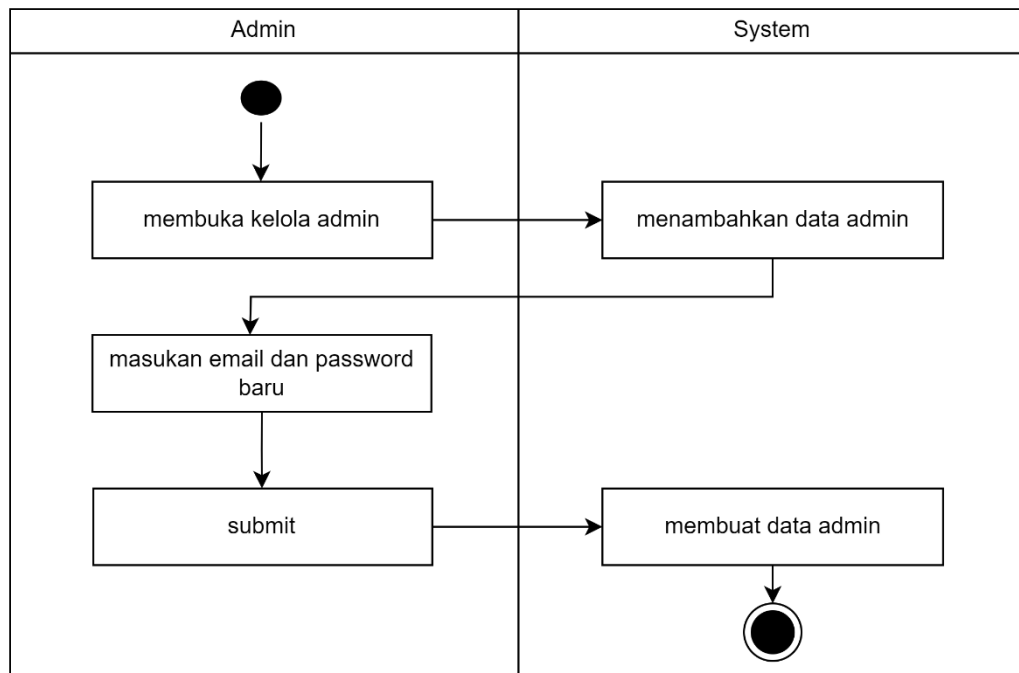 Admin
System
membuka kelola admin
menambahkan data admin
masukan email dan password
baru
submit
membuat data admin